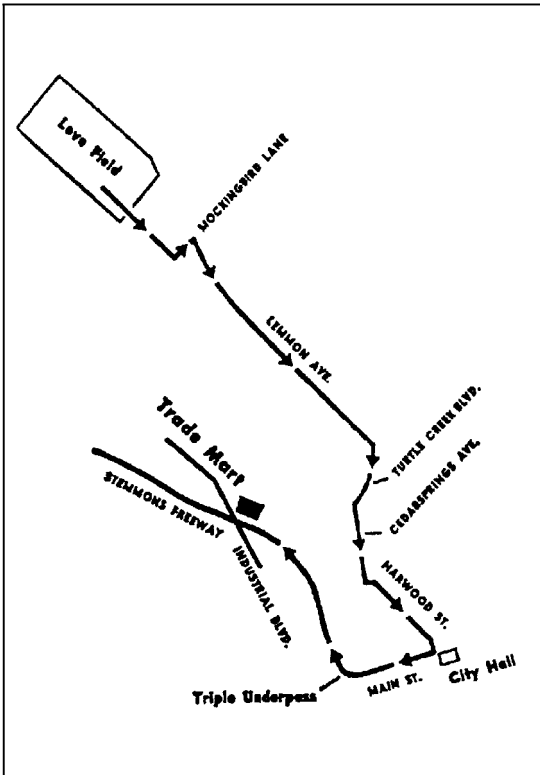 Love Field
MOCKINGBIRD LANE
LEMMON AVE.
TURTLE CREEK BLVD.
Trade Mart
CEDARSPRINGS AVE.
STEMMONS FREEWAY
INDUSTRIAL BLVD.
HARWOOD ST.
City Hall
MAIN ST.
Triple Underpass